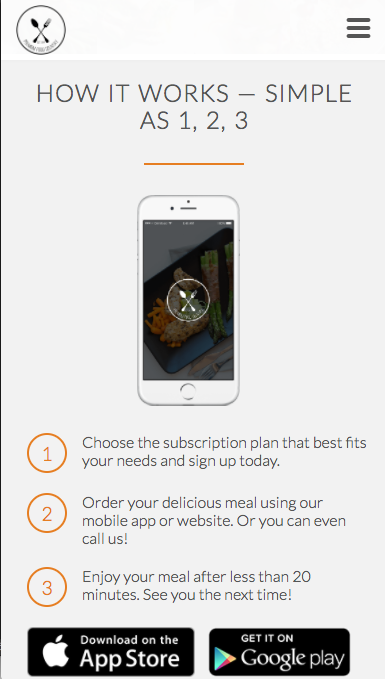 HOW IT WORKS — SIMPLE
AS 1, 2, 3
1
Choose the subscription plan that best fits
your needs and sign up today.
2
Order your delicious meal using our
mobile app or website. Or you can even
call us!
3
Enjoy your meal after less than 20
minutes. See you the next time!
Download on the
App Store
GET IT ON
Google play